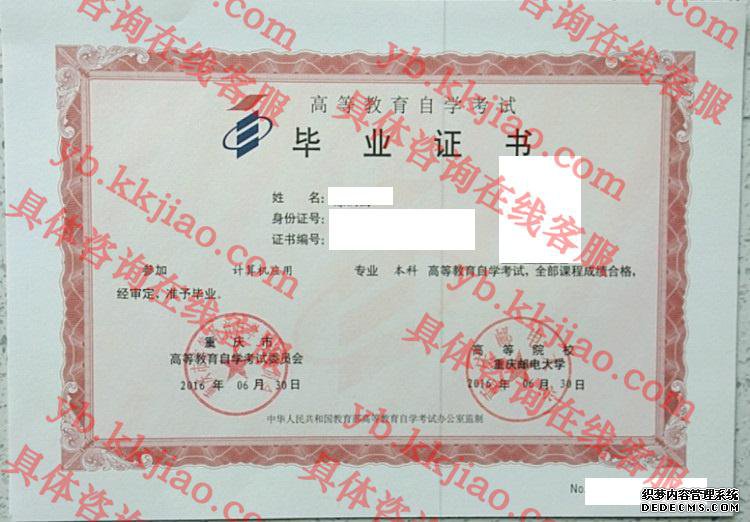 高等教育自学考试
毕业证书
姓 名:
身份证号:
证书编号:
参加 计算机应用 专业 本科 高等教育自学考试, 全部课程成绩合格,
经审定、准予毕业。
重庆市
高等教育自学考试委员会
2016 年 06 月 30 日
高等院校
重庆邮电大学
2016 年 06 月 30 日
中华人民共和国教育部高等教育自学考试办公室监制
No.
yb.kkjiao.com
具体咨询在线客服
织梦内容管理系统
DEDECMS.COM